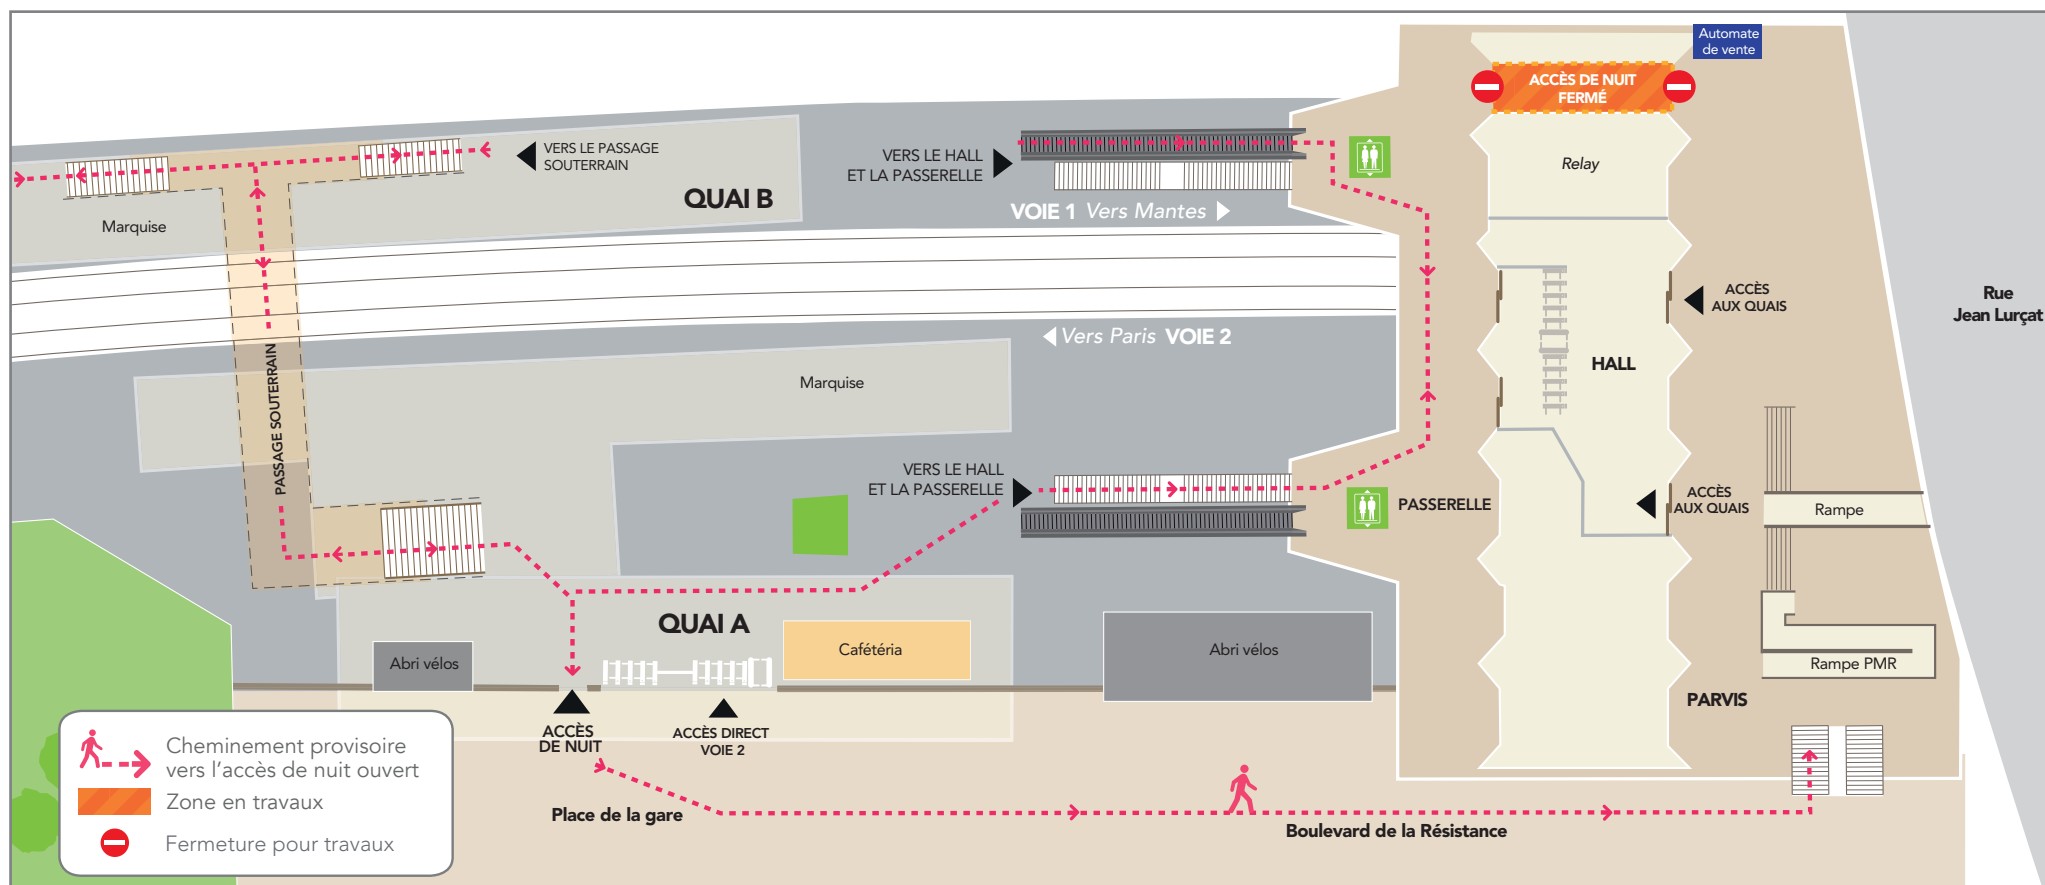 Automate
de vente
ACCÈS DE NUIT
FERMÉ
VERS LE PASSAGE
SOUTERRAIN
VERS LE HALL
ET LA PASSERELLE
Relay
QUAI B
Marquise
VOIE 1 Vers Mantes
ACCÈS
AUX QUAIS
Rue
Jean Lurçat
Vers Paris VOIE 2
HALL
Marquise
PASSAGE SOUTERRAIN
VERS LE HALL
ET LA PASSERELLE
PASSERELLE
ACCÈS
AUX QUAIS
Rampe
QUAI A
Abri vélos
Cafétéria
Abri vélos
Rampe PMR
PARVIS
ACCÈS
DE NUIT
ACCÈS DIRECT
VOIE 2
Place de la gare
Boulevard de la Résistance
Cheminement provisoire
vers l'accès de nuit ouvert
Zone en travaux
Fermeture pour travaux